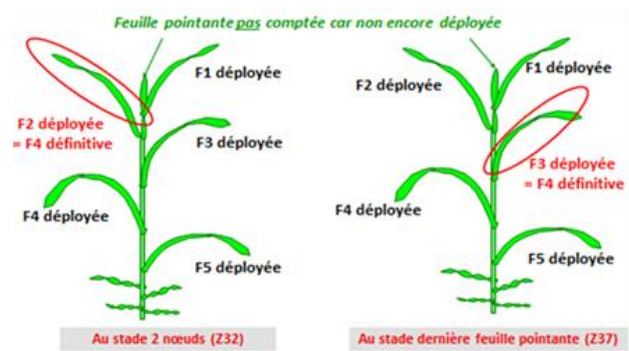 Feuille pointante pas comptée car non encore déployée
F1 déployée
F2 déployée
= F4 définitive
F3 déployée
F4 déployée
F5 déployée
Au stade 2 nœuds (Z32)
F1 déployée
F2 déployée
F3 déployée
= F4 définitive
F4 déployée
F5 déployée
Au stade dernière feuille pointante (Z37)